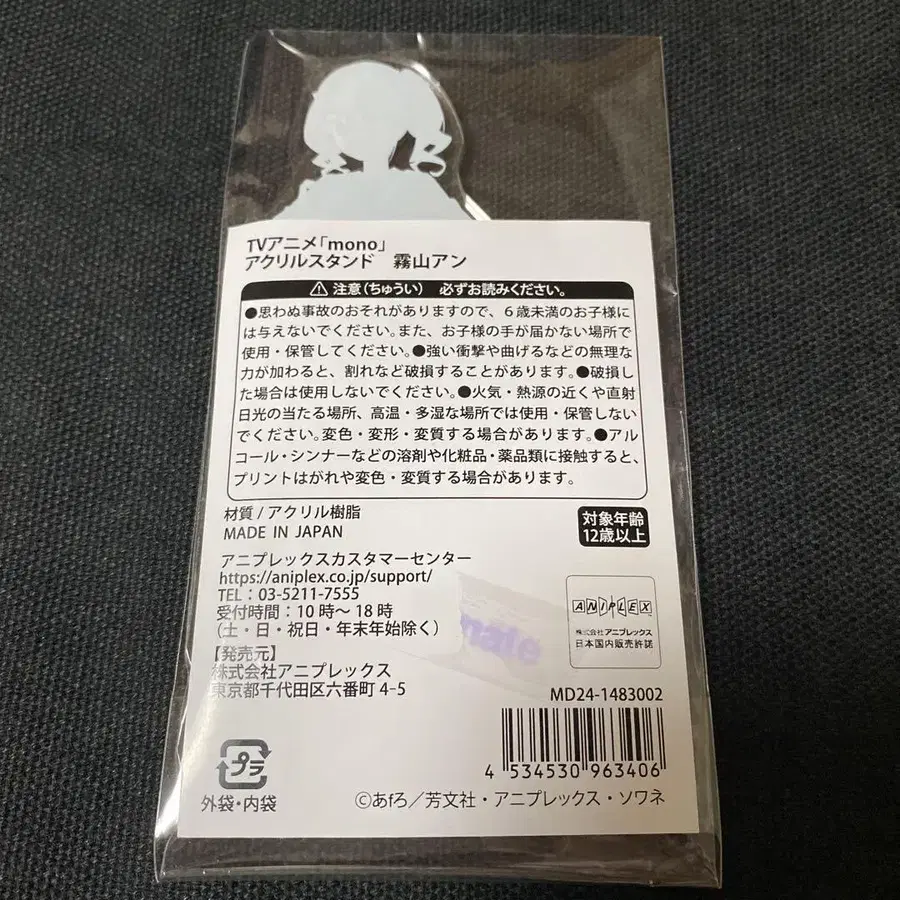 TVアニメ「mono」
アクリルスタンド　霧山アン
注意(ちゅうい)　必ずお読みください。
●思わぬ事故のおそれがありますので、6歳未満のお子様に
は与えないでください。また、お子様の手が届かない場所で
使用・保管してください。●強い衝撃や曲げるなどの無理な
力が加わると、割れなど破損することがあります。●破損し
た場合は使用しないでください。●火気・熱源の近くや直射
日光の当たる場所、高温・多湿な場所では使用・保管しない
でください。変色・変形・変質する場合があります。●アル
コール・シンナーなどの溶剤や化粧品・薬品類に接触すると、
プリントはがれや変色・変質する場合があります。
材質/アクリル樹脂
MADE IN JAPAN
対象年齢
12歳以上
アニプレックスカスタマーセンター
https://aniplex.co.jp/support/
TEL：03-5211-7555
受付時間：10時～18時
(土・日・祝日・年末年始除く)
【発売元】
株式会社アニプレックス
東京都千代田区六番町 4-5
mate
ANIPLEX
株式会社アニプレックス
日本国内販売許諾
MD24-1483002
4 534530 963406
プラ
外袋・内袋
©あfろ／芳文社・アニプレックス・ソワネ